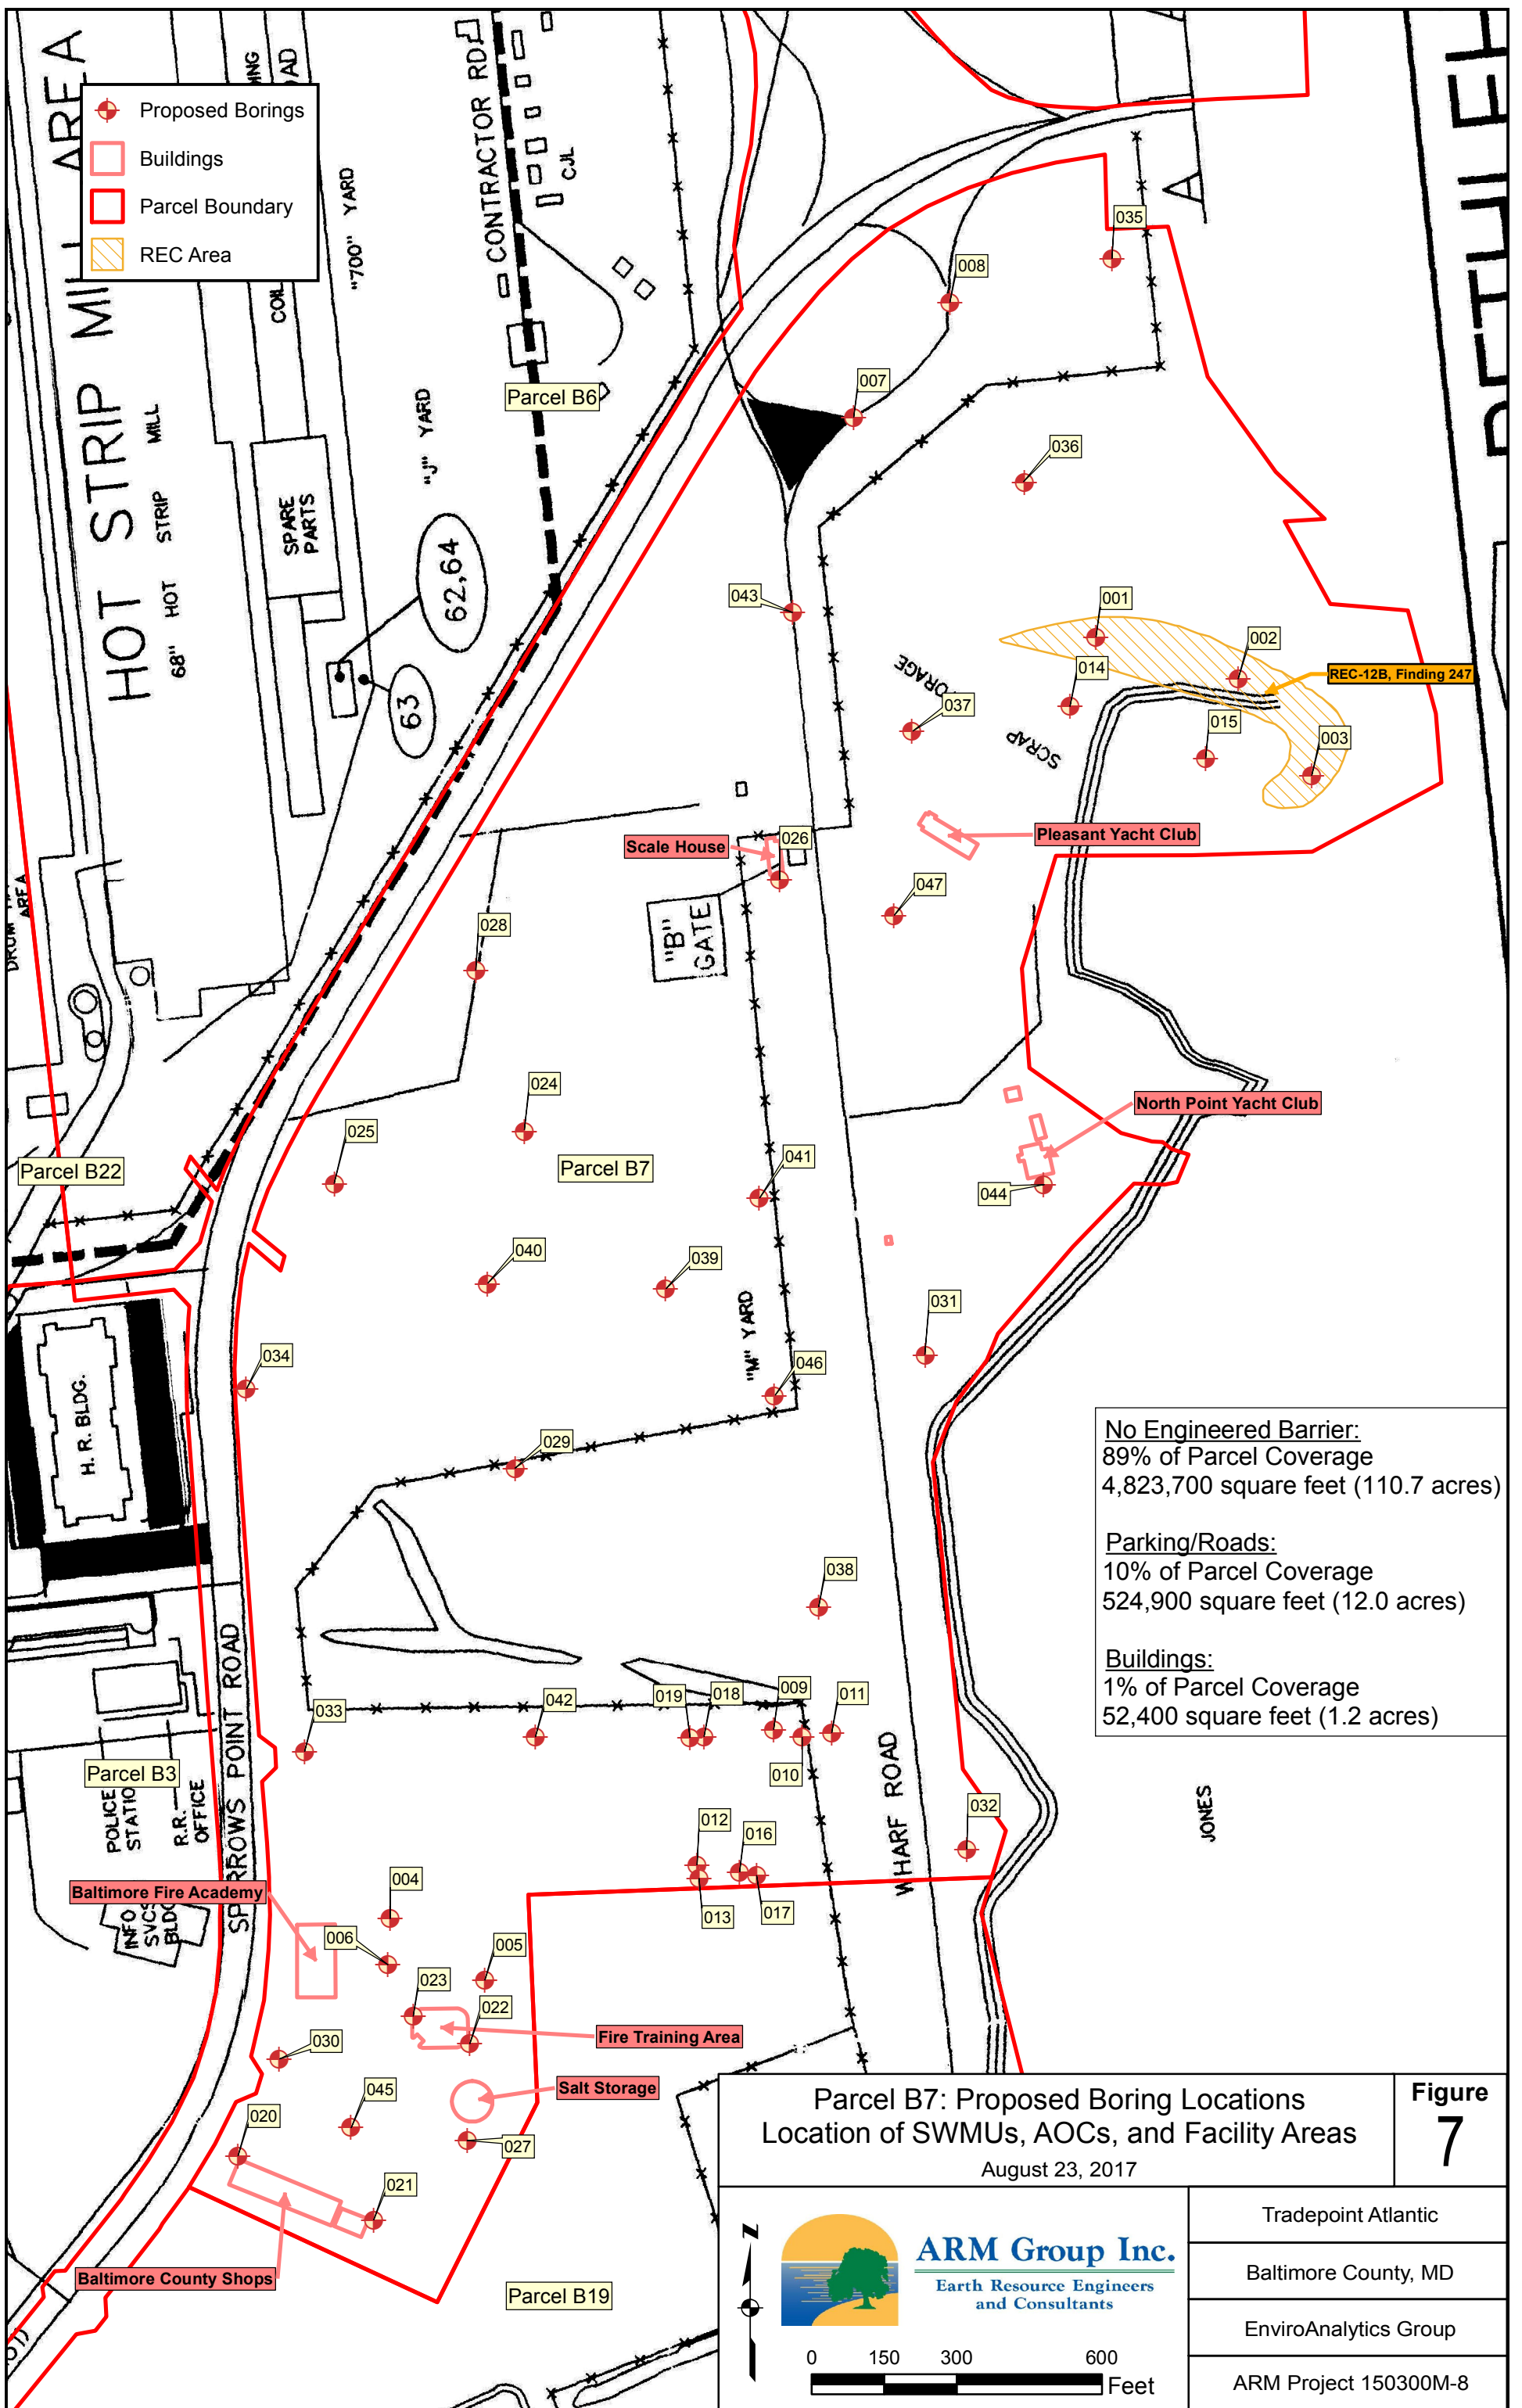 Proposed Borings
Buildings
Parcel Boundary
REC Area
HOT STRIP MILL AREA
68" HOT STRIP MILL
"700" YARD
"J" YARD
CONTRACTOR RD.
CJL
SPARE
PARTS
62,64
63
Parcel B6
035
008
007
036
043
001
002
014
015
003
REC-12B, Finding 247
037
SCRAP
Pleasant Yacht Club
Scale House
026
047
"B"
GATE
028
024
025
Parcel B22
Parcel B7
041
North Point Yacht Club
044
040
039
031
"M" YARD
034
046
H. R. BLDG.
029
No Engineered Barrier:
89% of Parcel Coverage
4,823,700 square feet (110.7 acres)
Parking/Roads:
10% of Parcel Coverage
524,900 square feet (12.0 acres)
Buildings:
1% of Parcel Coverage
52,400 square feet (1.2 acres)
038
033
042
019
018
009
011
010
WHARF ROAD
JONES
Parcel B3
POLICE
R.R.
OFFICE
012
016
032
013
017
Baltimore Fire Academy
INFO
004
006
005
023
022
Fire Training Area
030
Salt Storage
045
020
027
021
Baltimore County Shops
Parcel B19
Parcel B7: Proposed Boring Locations
Location of SWMUs, AOCs, and Facility Areas
August 23, 2017
Figure
7
N
ARM Group Inc.
Earth Resource Engineers
and Consultants
0 150 300 600
Feet
Tradepoint Atlantic
Baltimore County, MD
EnviroAnalytics Group
ARM Project 150300M-8